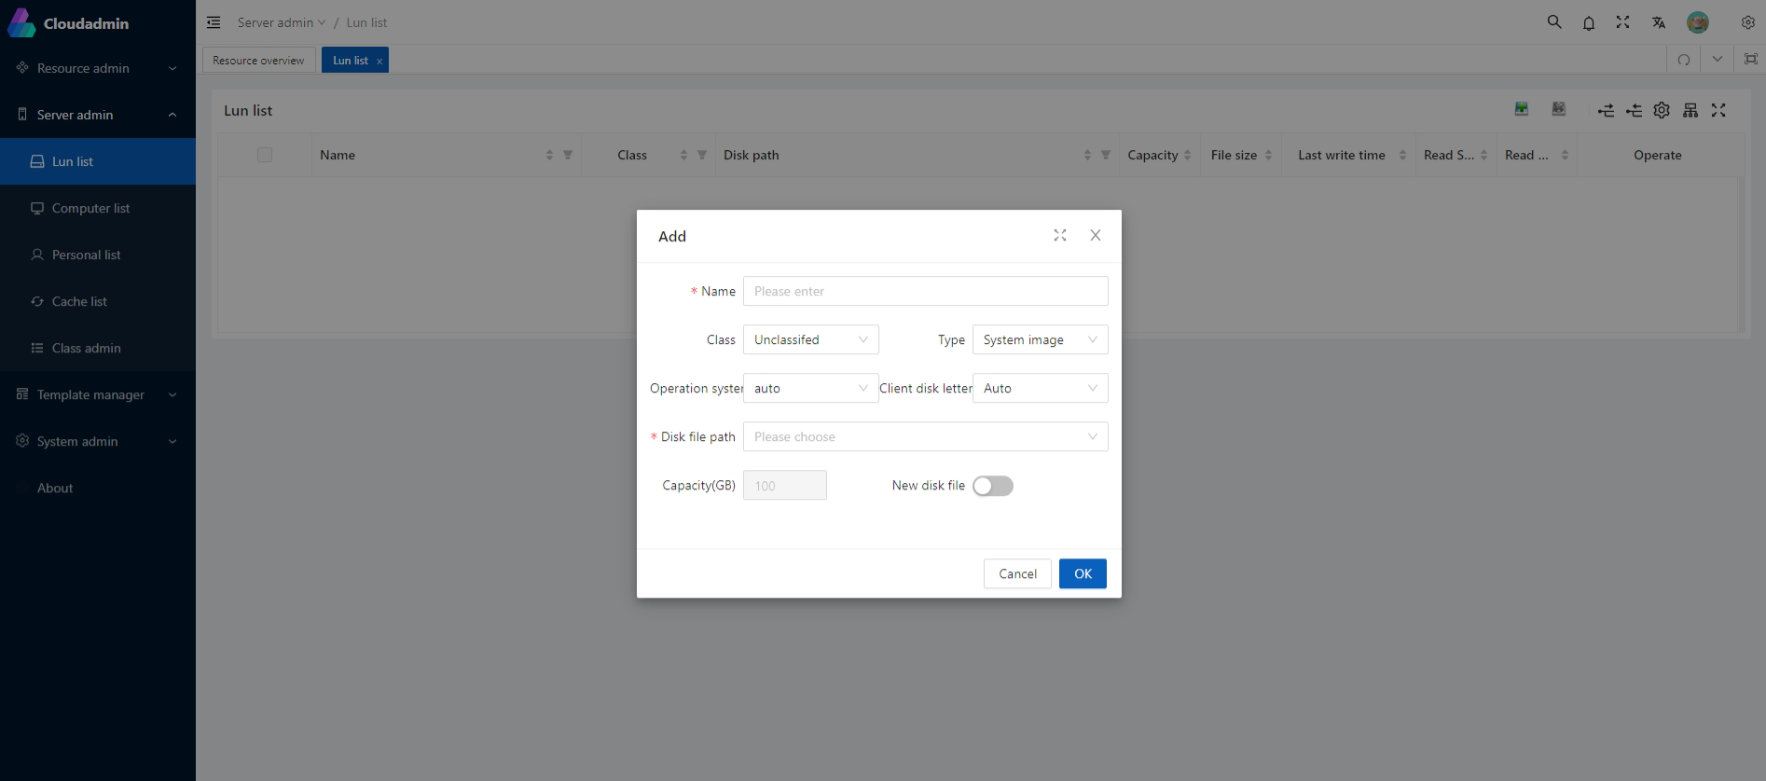 Cloudadmin
Server admin / Lun list
Resource admin
Resource overview
Lun list ×
Server admin
Lun list
Lun list
Computer list
Personal list
Cache list
Class admin
Template manager
System admin
About
Name Class Disk path Capacity File size Last write time Read S... Read ... Operate
Add
* Name Please enter
Class Unclassifed Type System image
Operation syster auto Client disk letter Auto
* Disk file path Please choose
Capacity(GB) 100 New disk file
Cancel OK